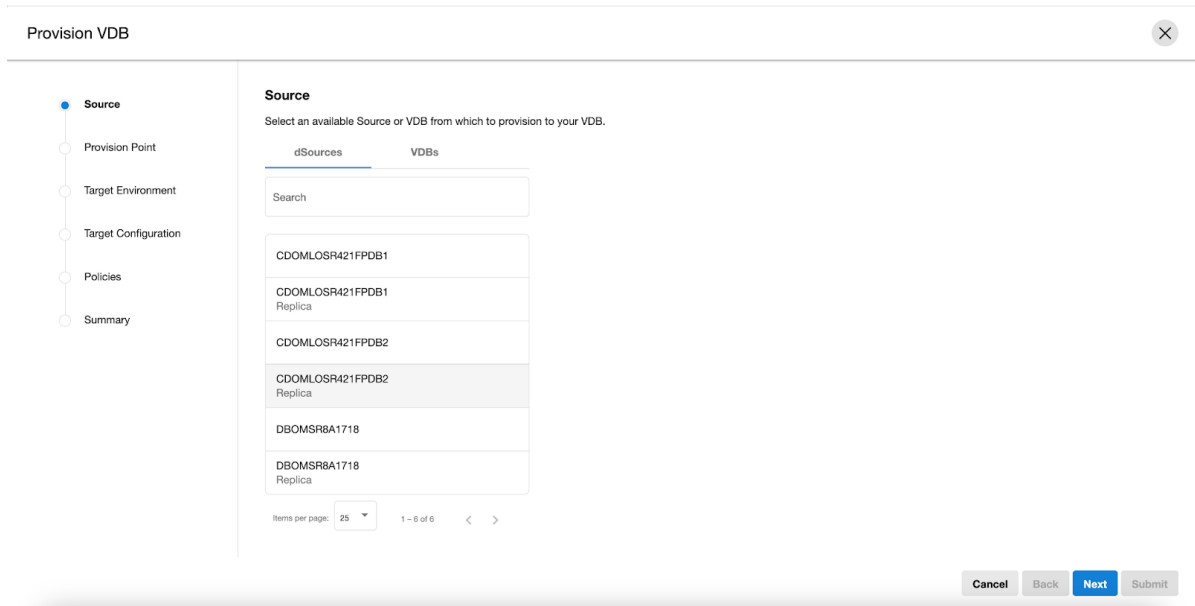 Provision VDB
Source
Provision Point
Target Environment
Target Configuration
Policies
Summary
Source
Select an available Source or VDB from which to provision to your VDB.
dSources VDBs
Search
CDOMLOSR421FPDB1
CDOMLOSR421FPDB1
Replica
CDOMLOSR421FPDB2
CDOMLOSR421FPDB2
Replica
DBOMSR8A1718
DBOMSR8A1718
Replica
Items per page: 25 1 – 6 of 6
Cancel Back Next Submit